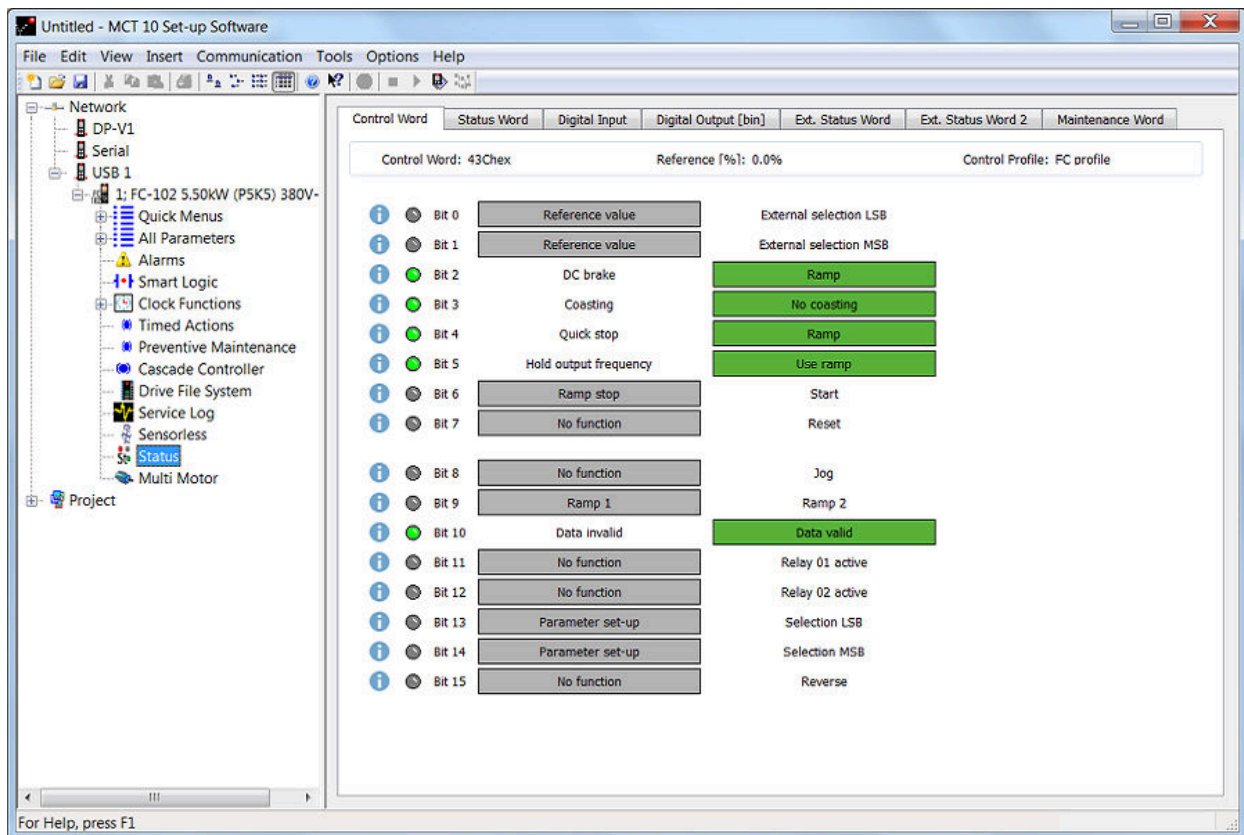 Untitled - MCT 10 Set-up Software
File Edit View Insert Communication Tools Options Help
Network
DP-V1
Serial
USB 1
1; FC-102 5.50kW (P5K5) 380V-
Quick Menus
All Parameters
Alarms
Smart Logic
Clock Functions
Timed Actions
Preventive Maintenance
Cascade Controller
Drive File System
Service Log
Sensorless
Status
Multi Motor
Project
Control Word Status Word Digital Input Digital Output [bin] Ext. Status Word Ext. Status Word 2 Maintenance Word
Control Word: 43Chex Reference [%]: 0.0% Control Profile: FC profile
Bit 0 Reference value External selection LSB
Bit 1 Reference value External selection MSB
Bit 2 DC brake Ramp
Bit 3 Coasting No coasting
Bit 4 Quick stop Ramp
Bit 5 Hold output frequency Use ramp
Bit 6 Ramp stop Start
Bit 7 No function Reset
Bit 8 No function Jog
Bit 9 Ramp 1 Ramp 2
Bit 10 Data invalid Data valid
Bit 11 No function Relay 01 active
Bit 12 No function Relay 02 active
Bit 13 Parameter set-up Selection LSB
Bit 14 Parameter set-up Selection MSB
Bit 15 No function Reverse
For Help, press F1